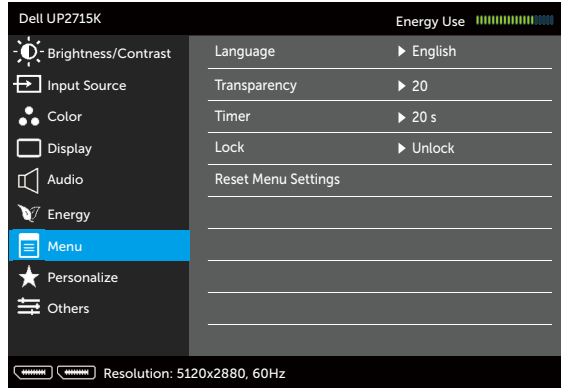 Dell UP2715K Energy Use
Brightness/Contrast Language English
Input Source Transparency 20
Color Timer 20 s
Display Lock Unlock
Audio Reset Menu Settings
Energy
Menu
Personalize
Others
Resolution: 5120x2880, 60Hz